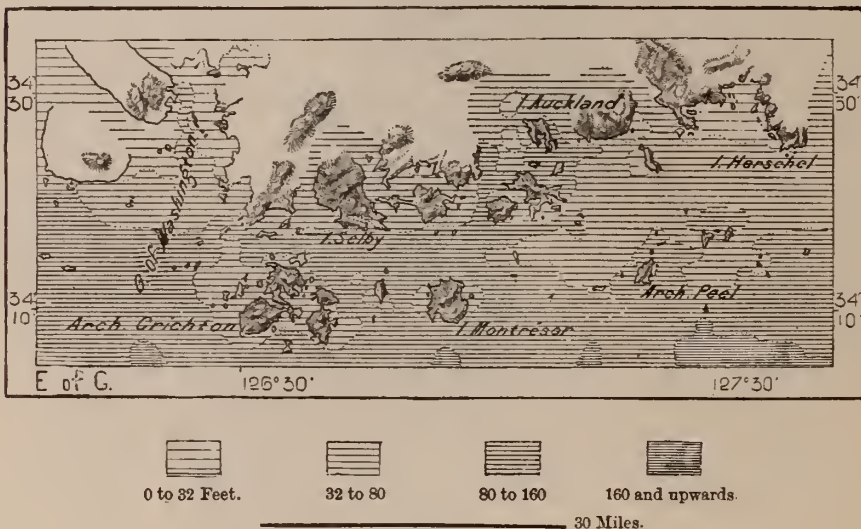 34°
30'
34°
30'
I. Auckland
I. Herschel
G. of Washington
I. Selby
34°
10'
34°
10'
Arch. Peel
Arch. Crichton
I. Montresor
E of G.
126°30'
127°30'
0 to 32 Feet.
32 to 80
80 to 160
160 and upwards.
30 Miles.